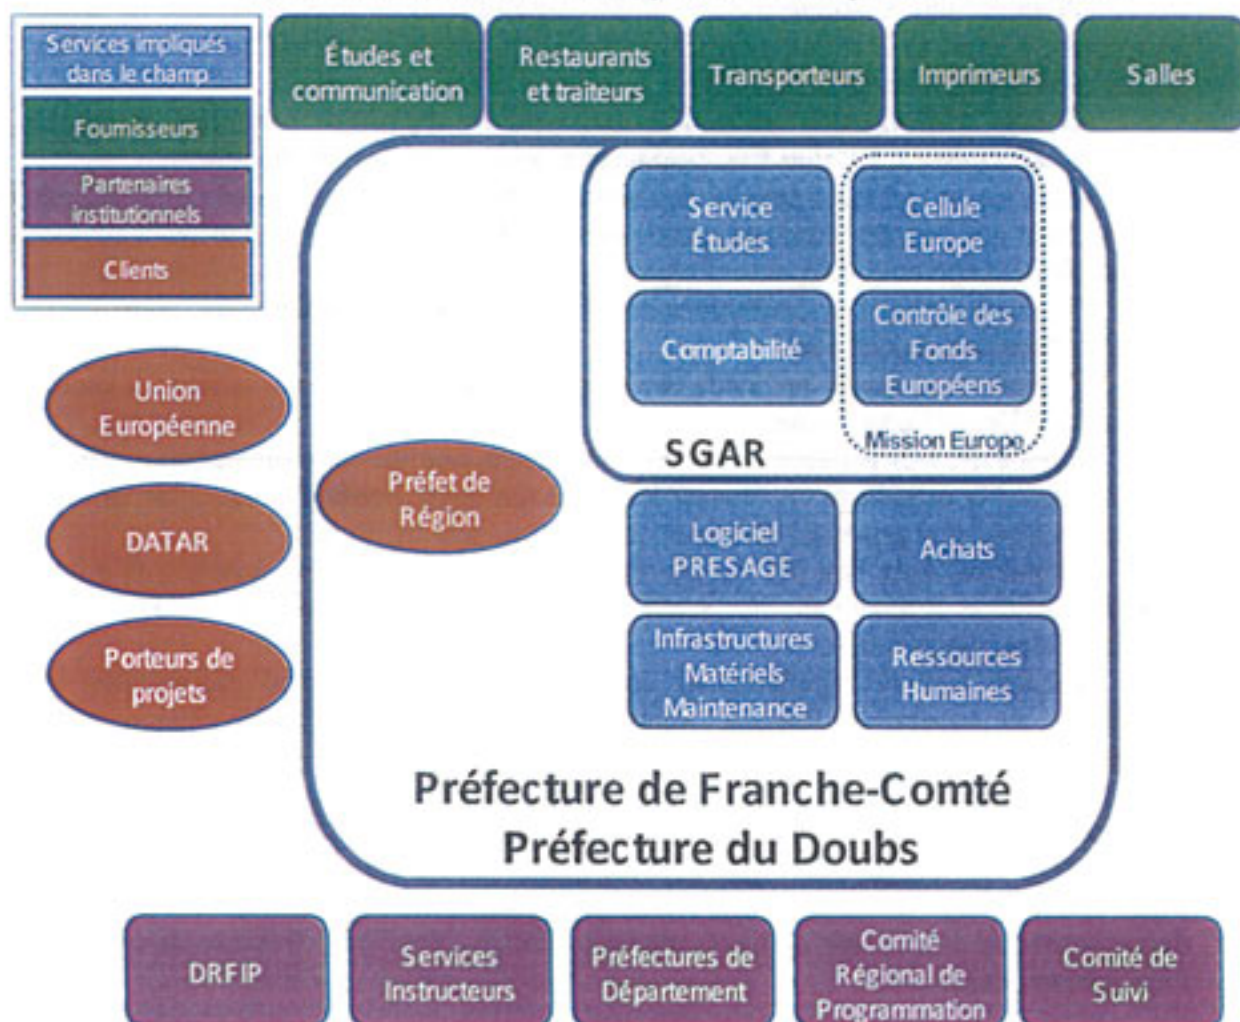 Services impliqués
dans le champ
Fournisseurs
Partenaires
institutionnels
Clients
Études et
communication
Restaurants
et traiteurs
Transporteurs
Imprimeurs
Salles
Service
Études
Cellule
Europe
Comptabilité
Contrôle des
Fonds
Européens
Mission Europe
SGAR
Union
Européenne
Préfet de
Région
DATAR
Porteurs de
projets
Logiciel
PRESAGE
Achats
Infrastructures
Matériels
Maintenance
Ressources
Humaines
Préfecture de Franche-Comté
Préfecture du Doubs
DRFIP
Services
Instructeurs
Préfectures de
Département
Comité
Régional de
Programmation
Comité de
Suivi